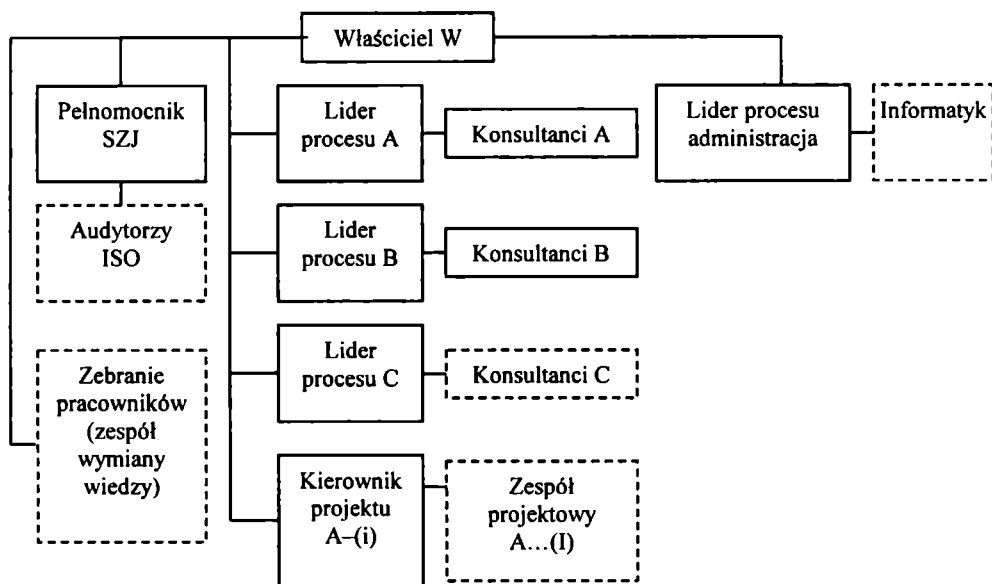 Właściciel W
Pełnomocnik
SZJ
Lider
procesu A
Konsultanci A
Lider procesu
administracja
Informatyk
Audytorzy
ISO
Lider
procesu B
Konsultanci B
Zebranie
pracowników
(zespół
wymiany
wiedzy)
Lider
procesu C
Konsultanci C
Kierownik
projektu
A–(i)
Zespół
projektowy
A…(I)